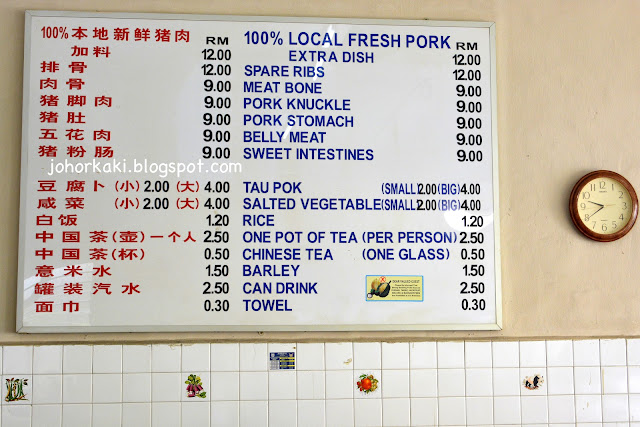 100% 本地新鲜猪肉 RM
加料 12.00
排骨 12.00
肉骨 9.00
猪脚肉 9.00
猪肚 9.00
五花肉 9.00
猪粉肠 9.00
豆腐卜 (小) 2.00 (大) 4.00
咸菜 (小) 2.00 (大) 4.00
白饭 1.20
中国茶(壶)一个人 2.50
中国茶(杯) 0.50
意米水 1.50
罐装汽水 2.50
面巾 0.30
100% LOCAL FRESH PORK RM
EXTRA DISH 12.00
SPARE RIBS 12.00
MEAT BONE 9.00
PORK KNUCKLE 9.00
PORK STOMACH 9.00
BELLY MEAT 9.00
SWEET INTESTINES 9.00
TAU POK (SMALL)2.00 (BIG)4.00
SALTED VEGETABLE(SMALL)2.00 (BIG)4.00
RICE 1.20
ONE POT OF TEA (PER PERSON) 2.50
CHINESE TEA (ONE GLASS) 0.50
BARLEY 1.50
CAN DRINK 2.50
TOWEL 0.30
johorkaki.blogspot.com